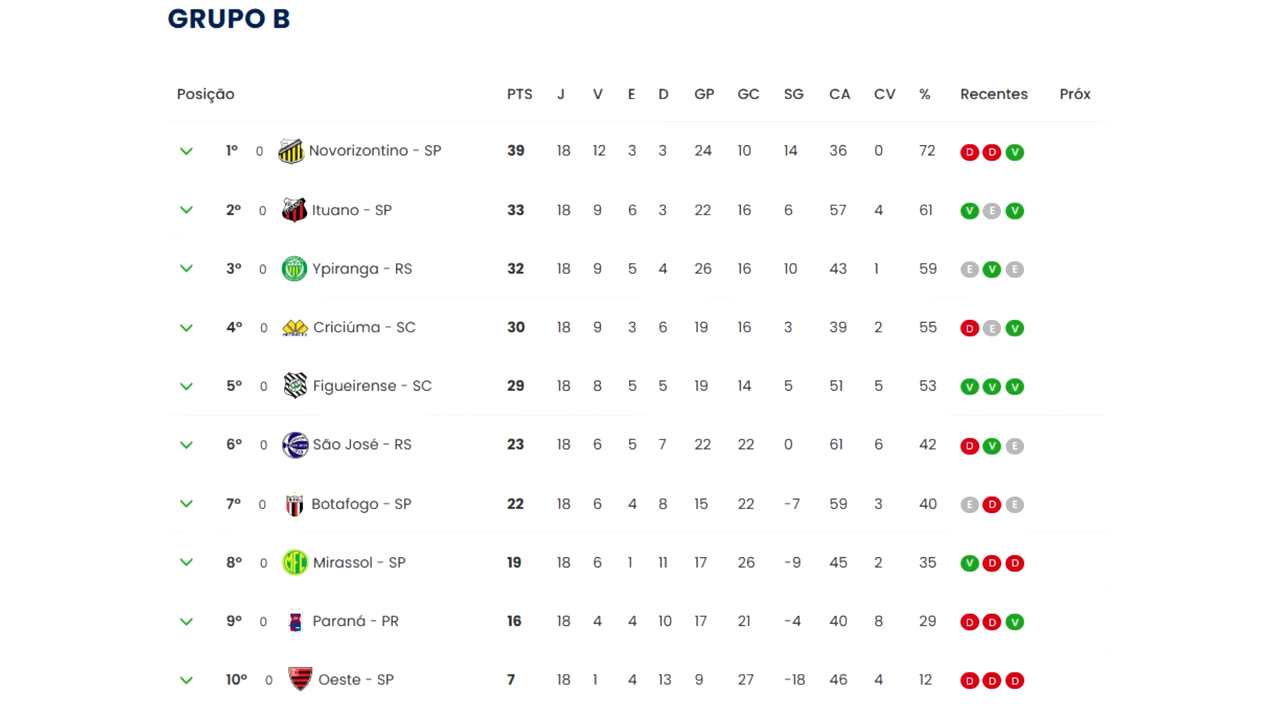 GRUPO B
Posição PTS J V E D GP GC SG CA CV % Recentes Próx
1º 0 Novorizontino - SP 39 18 12 3 3 24 10 14 36 0 72 D D V
2º 0 Ituano - SP 33 18 9 6 3 22 16 6 57 4 61 V E V
3º 0 Ypiranga - RS 32 18 9 5 4 26 16 10 43 1 59 E V E
4º 0 Criciúma - SC 30 18 9 3 6 19 16 3 39 2 55 D E V
5º 0 Figueirense - SC 29 18 8 5 5 19 14 5 51 5 53 V V V
6º 0 São José - RS 23 18 6 5 7 22 22 0 61 6 42 D V E
7º 0 Botafogo - SP 22 18 6 4 8 15 22 -7 59 3 40 E D E
8º 0 MFC Mirassol - SP 19 18 6 1 11 17 26 -9 45 2 35 V D D
9º 0 Paraná - PR 16 18 4 4 10 17 21 -4 40 8 29 D D V
10º 0 Oeste - SP 7 18 1 4 13 9 27 -18 46 4 12 D D D